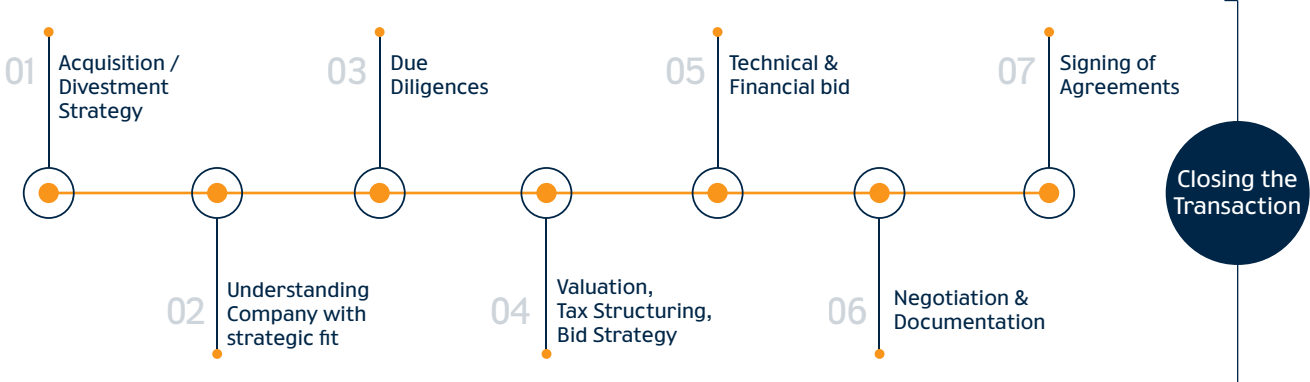 01
Acquisition /
Divestment
Strategy
02
Understanding
Company with
strategic fit
03
Due
Diligences
04
Valuation,
Tax Structuring,
Bid Strategy
05
Technical &
Financial bid
06
Negotiation &
Documentation
07
Signing of
Agreements
Closing the
Transaction